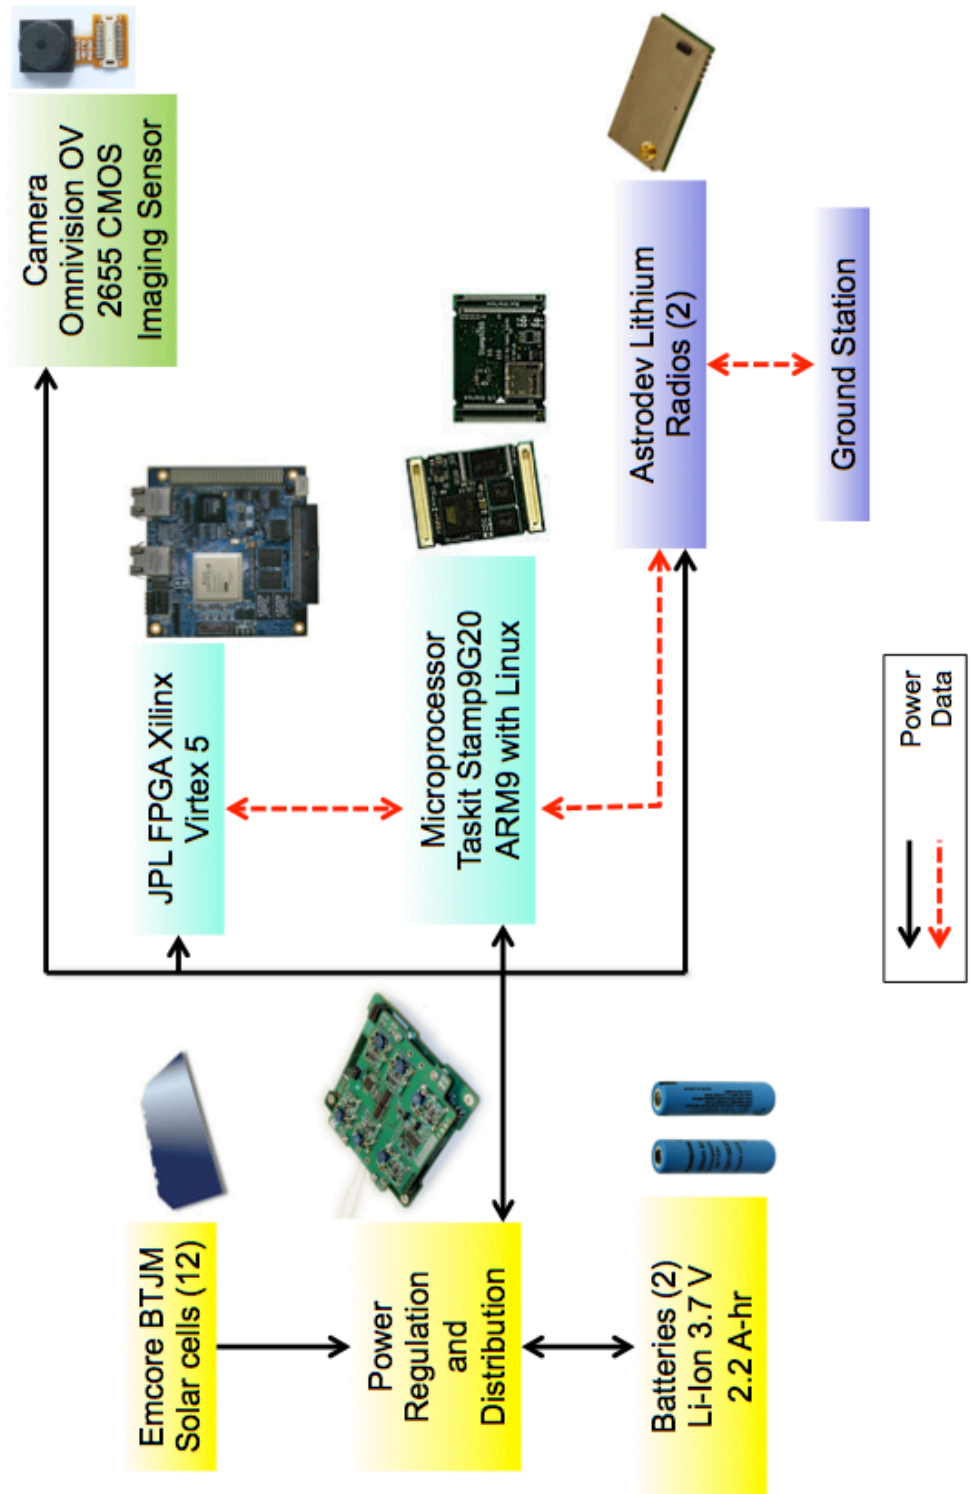 Emcore BTJM
Solar cells (12)
Power
Regulation
and
Distribution
Batteries (2)
Li-Ion 3.7 V
2.2 A-hr
JPL FPGA Xilinx
Virtex 5
Microprocessor
Taskit Stamp9G20
ARM9 with Linux
Camera
Omnivision OV
2655 CMOS
Imaging Sensor
Astrodev Lithium
Radios (2)
Ground Station
Power
Data